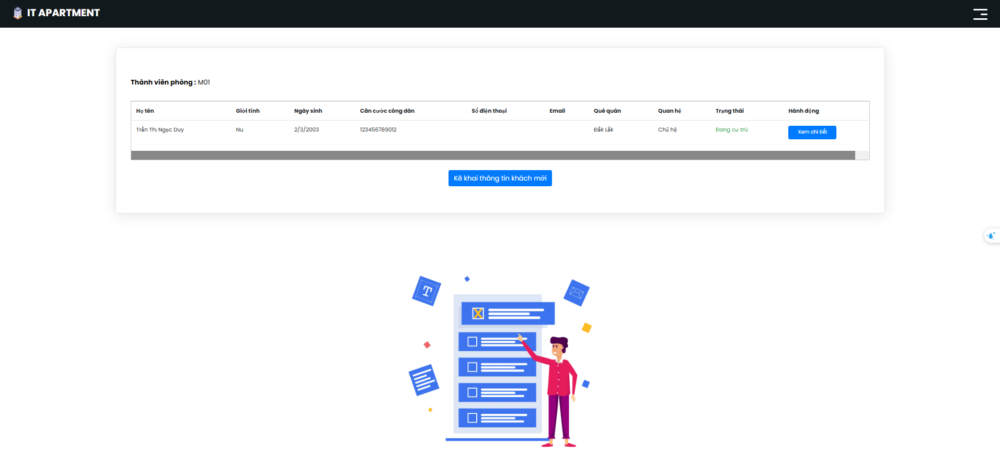 IT APARTMENT
Thành viên phòng : M01
Họ tên Giới tính Ngày sinh Căn cước công dân Số điện thoại Email Quê quán Quan hệ Trạng thái Hành động
Trần Thị Ngọc Duy Nu 2/3/2003 123456789012 Đắk Lắk Chủ hộ Đang cư trú Xem chi tiết
Kê khai thông tin khách mới
T